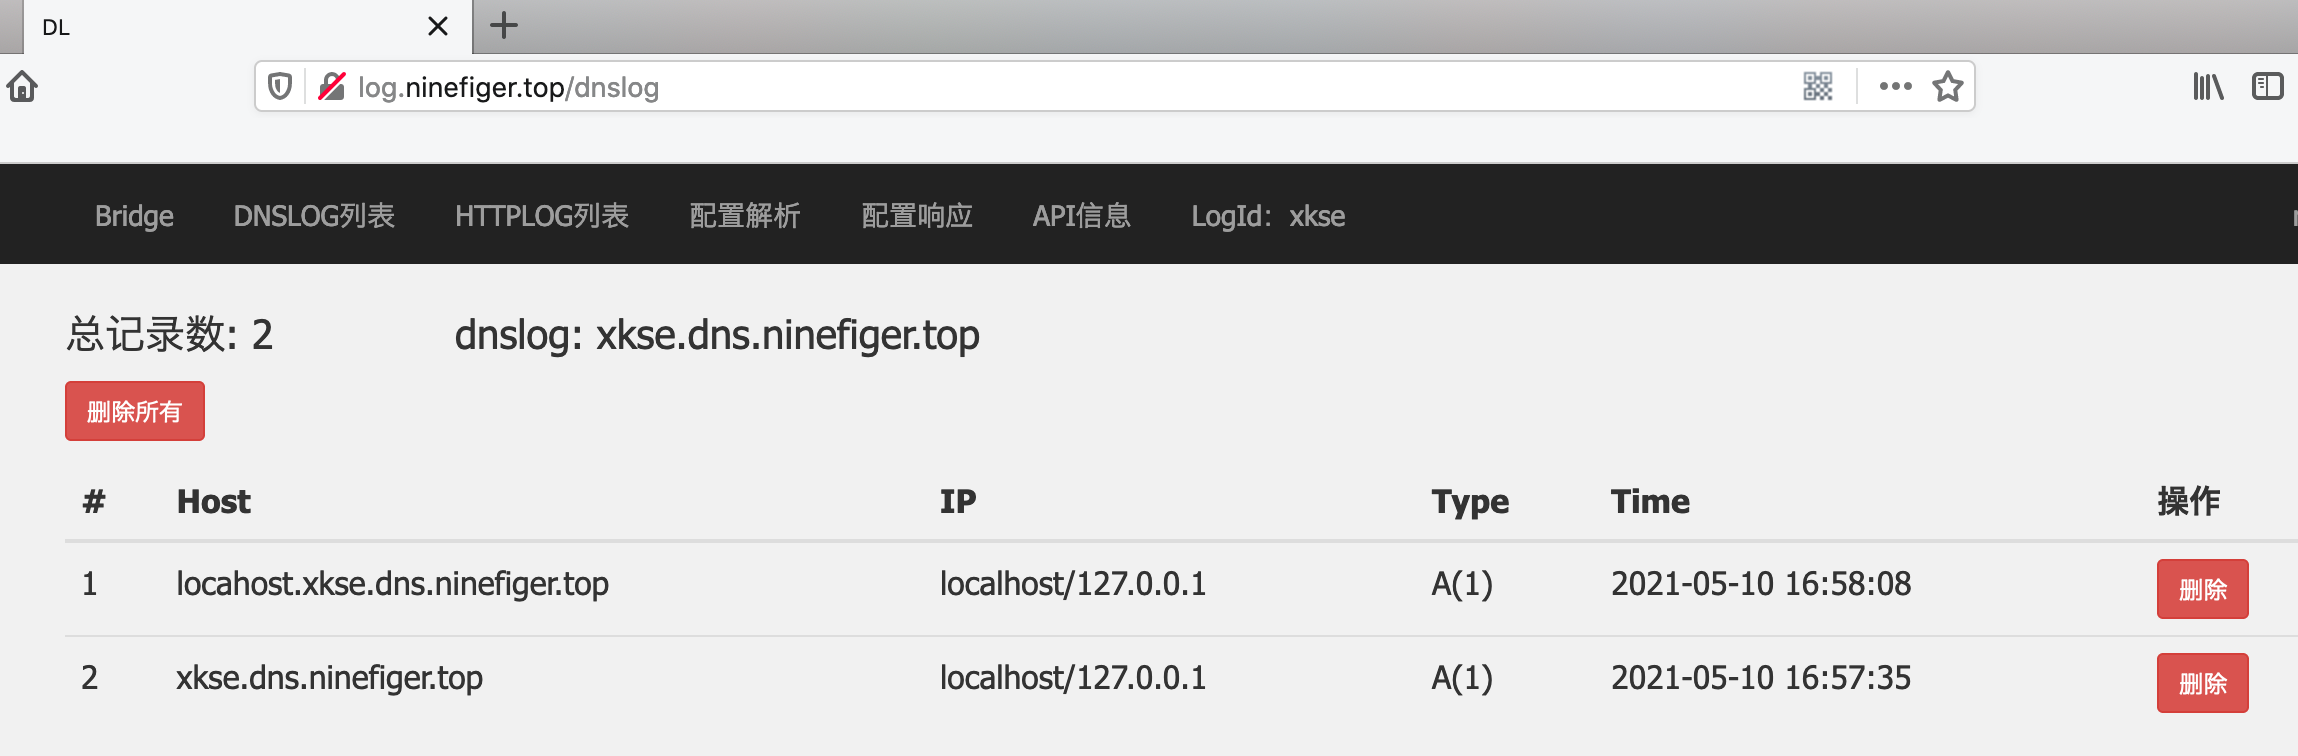 DL
log.ninefiger.top/dnslog
Bridge DNSLOG列表 HTTPLOG列表 配置解析 配置响应 API信息 LogId：xkse
总记录数: 2 dnslog: xkse.dns.ninefiger.top
删除所有
# Host IP Type Time 操作
1 locahost.xkse.dns.ninefiger.top localhost/127.0.0.1 A(1) 2021-05-10 16:58:08 删除
2 xkse.dns.ninefiger.top localhost/127.0.0.1 A(1) 2021-05-10 16:57:35 删除